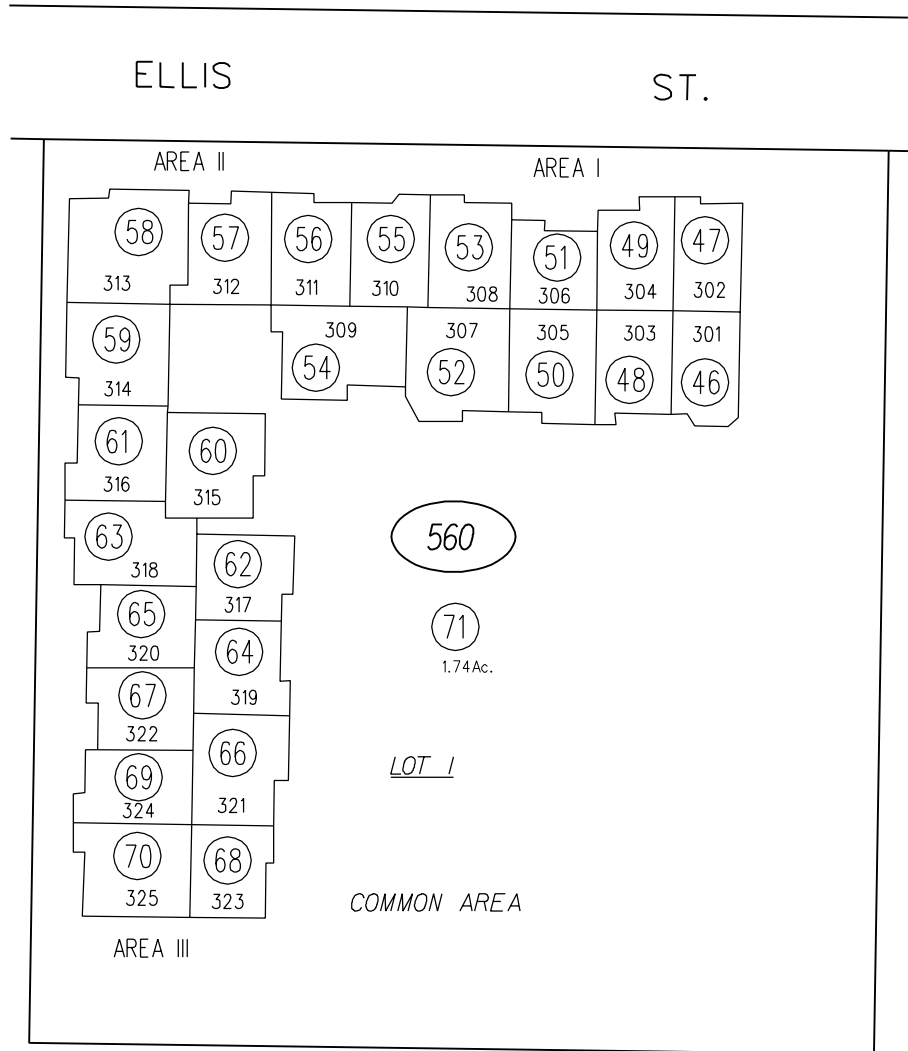 ELLIS ST.
AREA II AREA I
58 57 56 55 53 51 49 47
313 312 311 310 308 306 304 302
309 307 305 303 301
59 54 52 50 48 46
314
61 60
316 315
63 560
318 62
317
65 71
320 64 1.74Ac.
319
67
322 66
LOT 1
69
324 321
70 68
325 323 COMMON AREA
AREA III